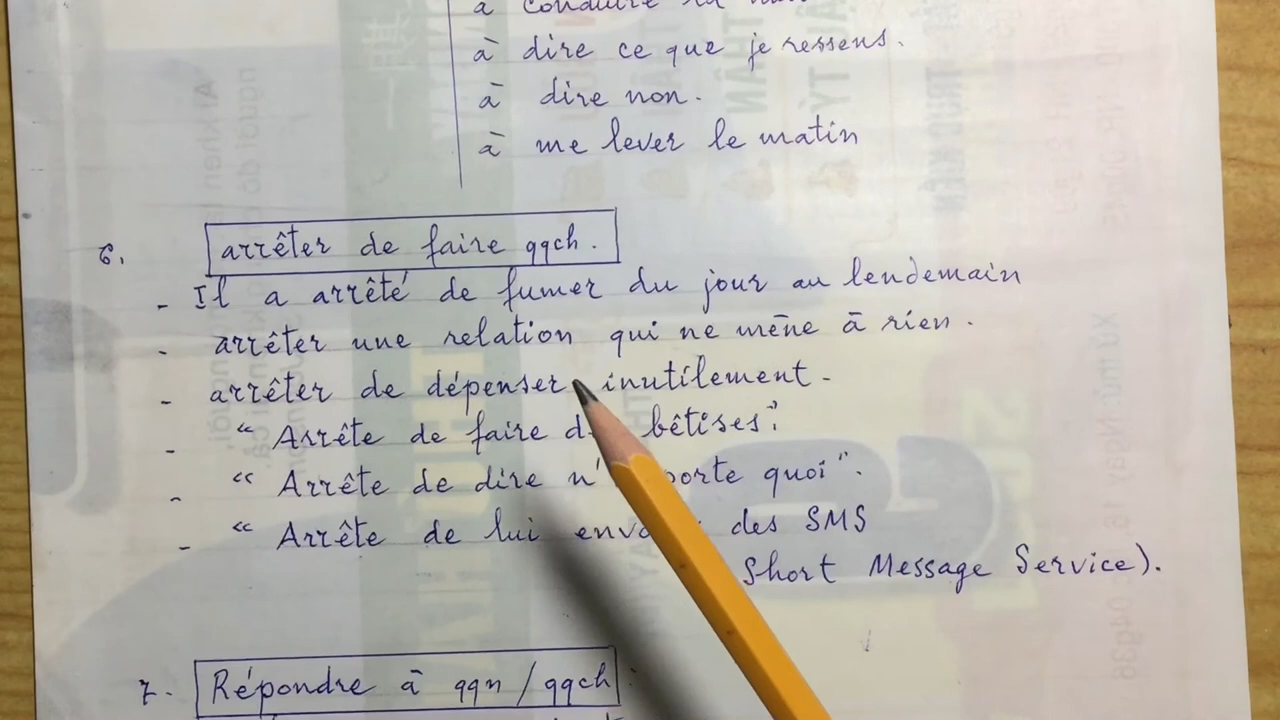 à conduire la
à dire ce que je ressens.
à dire non.
à me lever le matin
6. arrêter de faire qqch.
- Il a arrêté de fumer du jour au lendemain
- arrêter une relation qui ne mène à rien.
- arrêter de dépenser inutilement -
- " Arrête de faire bêtises".
- " Arrête de dire quoi".
- " Arrête de lui des SMS
Short Message Service).
7. Répondre à qqn / qqch :